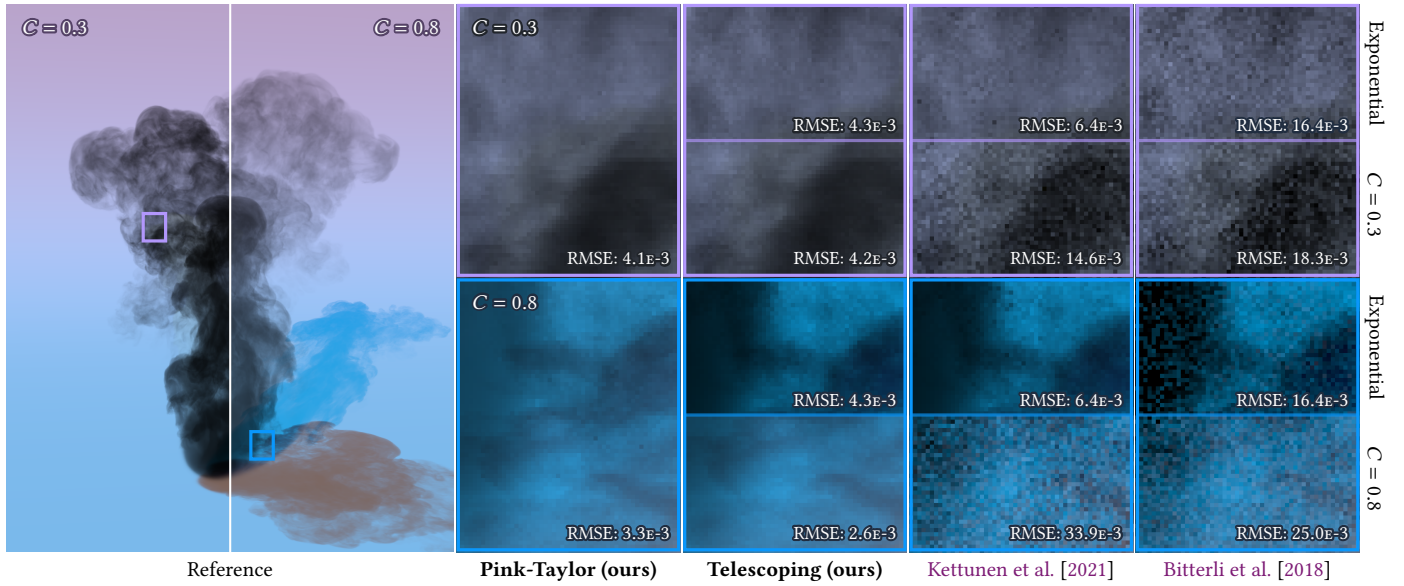 C = 0.3
C = 0.8
C = 0.3
RMSE: 4.3E-3
RMSE: 6.4E-3
RMSE: 16.4E-3
Exponential
RMSE: 4.1E-3
RMSE: 4.2E-3
RMSE: 14.6E-3
RMSE: 18.3E-3
C = 0.3
C = 0.8
RMSE: 4.3E-3
RMSE: 6.4E-3
RMSE: 16.4E-3
Exponential
RMSE: 3.3E-3
RMSE: 2.6E-3
RMSE: 33.9E-3
RMSE: 25.0E-3
C = 0.8
Reference
Pink-Taylor (ours)
Telescoping (ours)
Kettunen et al. [2021]
Bitterli et al. [2018]